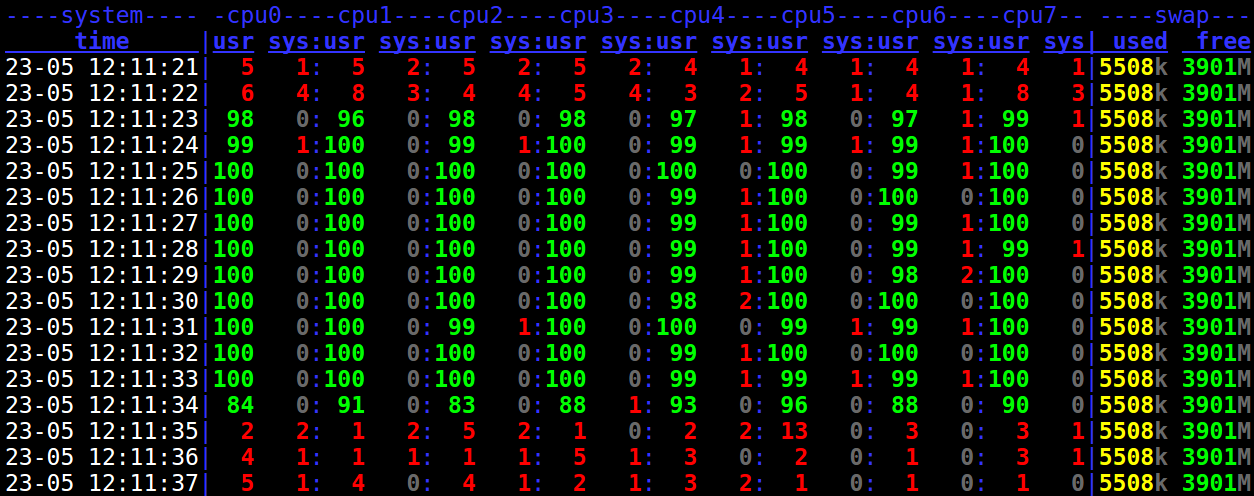 ----system---- -cpu0----cpu1----cpu2----cpu3----cpu4----cpu5----cpu6----cpu7-- ----swap---
     time     |usr sys:usr sys:usr sys:usr sys:usr sys:usr sys:usr sys:usr sys| used  free
23-05 12:11:21|  5   1:  5   2:  5   2:  5   2:  4   1:  4   1:  4   1:  4   1|5508k 3901M
23-05 12:11:22|  6   4:  8   3:  4   4:  5   4:  3   2:  5   1:  4   1:  8   3|5508k 3901M
23-05 12:11:23| 98   0: 96   0: 98   0: 98   0: 97   1: 98   0: 97   1: 99   1|5508k 3901M
23-05 12:11:24| 99   1:100   0: 99   1:100   0: 99   1: 99   1: 99   1:100   0|5508k 3901M
23-05 12:11:25|100   0:100   0:100   0:100   0:100   0:100   0: 99   1:100   0|5508k 3901M
23-05 12:11:26|100   0:100   0:100   0:100   0: 99   1:100   0:100   0:100   0|5508k 3901M
23-05 12:11:27|100   0:100   0:100   0:100   0: 99   1:100   0: 99   1:100   0|5508k 3901M
23-05 12:11:28|100   0:100   0:100   0:100   0: 99   1:100   0: 99   1: 99   1|5508k 3901M
23-05 12:11:29|100   0:100   0:100   0:100   0: 99   1:100   0: 98   2:100   0|5508k 3901M
23-05 12:11:30|100   0:100   0:100   0:100   0: 98   2:100   0:100   0:100   0|5508k 3901M
23-05 12:11:31|100   0:100   0: 99   1:100   0:100   0: 99   1: 99   1:100   0|5508k 3901M
23-05 12:11:32|100   0:100   0:100   0:100   0: 99   1:100   0:100   0:100   0|5508k 3901M
23-05 12:11:33|100   0:100   0:100   0:100   0: 99   1: 99   1: 99   1:100   0|5508k 3901M
23-05 12:11:34| 84   0: 91   0: 83   0: 88   1: 93   0: 96   0: 88   0: 90   0|5508k 3901M
23-05 12:11:35|  2   2:  1   2:  5   2:  1   0:  2   2: 13   0:  3   0:  3   1|5508k 3901M
23-05 12:11:36|  4   1:  1   1:  1   1:  5   1:  3   0:  2   0:  1   0:  3   1|5508k 3901M
23-05 12:11:37|  5   1:  4   0:  4   1:  2   1:  3   2:  1   0:  1   0:  1   0|5508k 3901M